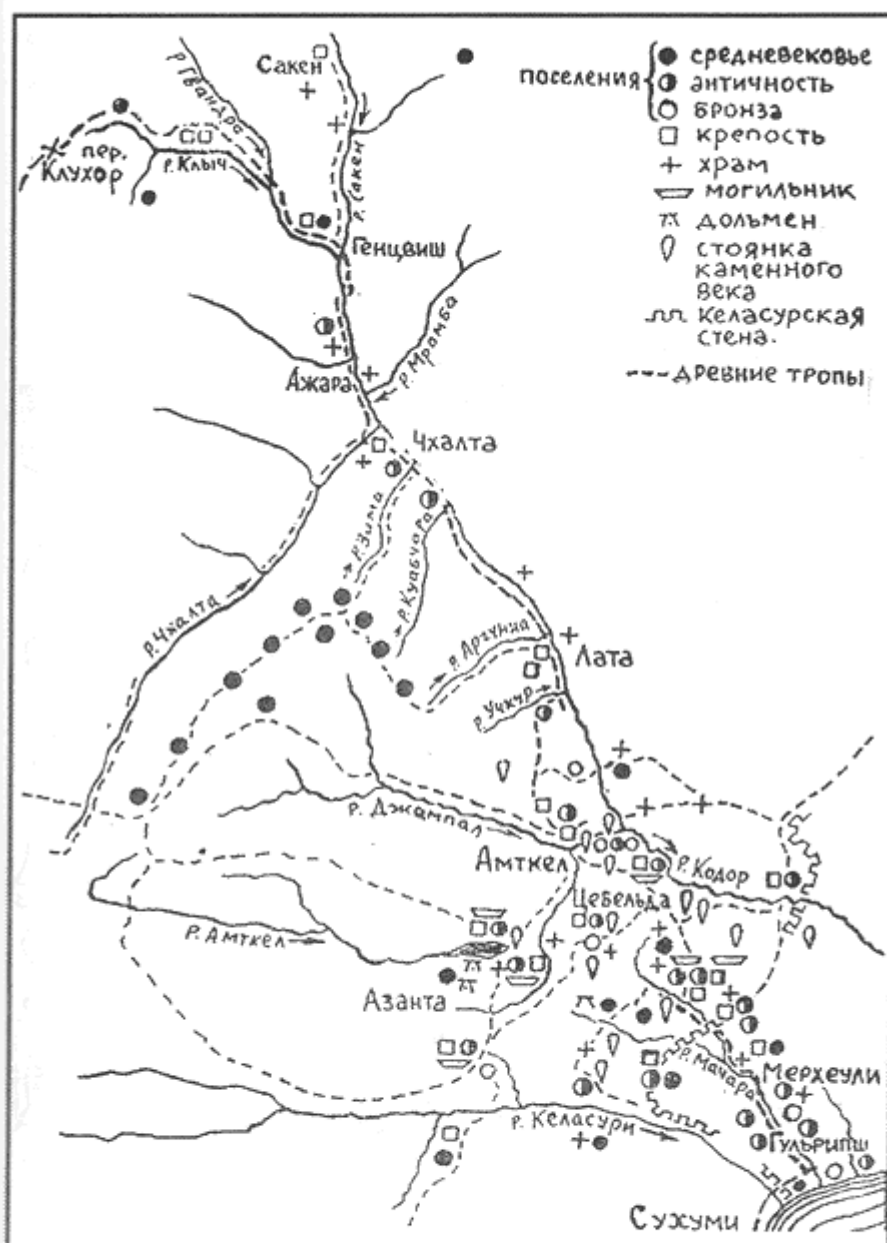 поселения
средневековье
античность
бронза
крепость
храм
могильник
дольмен
стоянка
каменного
века
келасурская
стена.
древние тропы
р. Гвандра
Сакен
пер.
Клухор
р. Клыч
р. Сакен
Генцвиш
р. Мрамба
Ажара
Чхалта
р. Зима
р. Куабчара
р. Чхалта
Лата
р. Учкур
р. Джампал
Амткел
р. Кодор
Цебельда
р. Амткел
Азанта
р. Мачара
Мерхеули
р. Келасури
Гульрипш
Сухуми